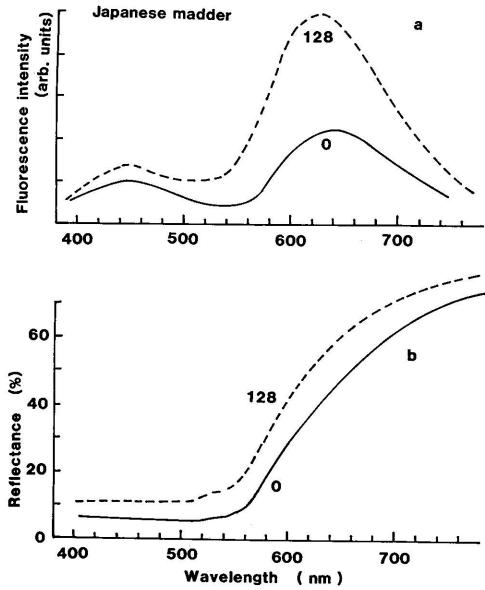 Japanese madder
a
128
0
Fluorescence intensity
(arb. units)
400 500 600 700
b
128
0
Reflectance (%)
60
40
20
0
400 500 600 700
Wavelength ( nm )